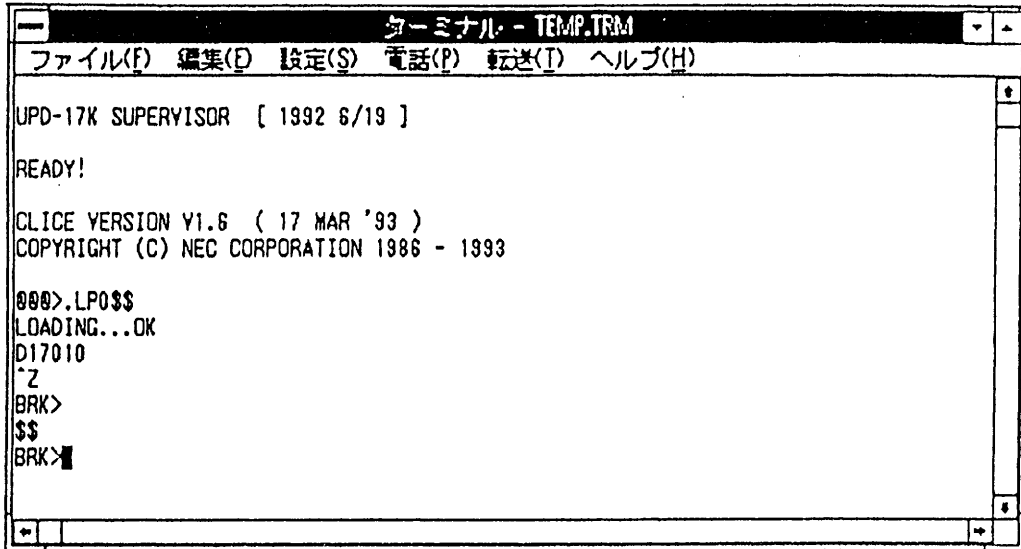 ターミナル - TEMP.TRM
ファイル(F) 編集(E) 設定(S) 電話(P) 転送(T) ヘルプ(H)
UPD-17K SUPERVISOR [ 1992 6/19 ]
READY!
CLICE VERSION V1.6 ( 17 MAR '93 )
COPYRIGHT (C) NEC CORPORATION 1986 - 1993
000>.LP0$$
LOADING...OK
D17010
^Z
BRK>
$$
BRK>